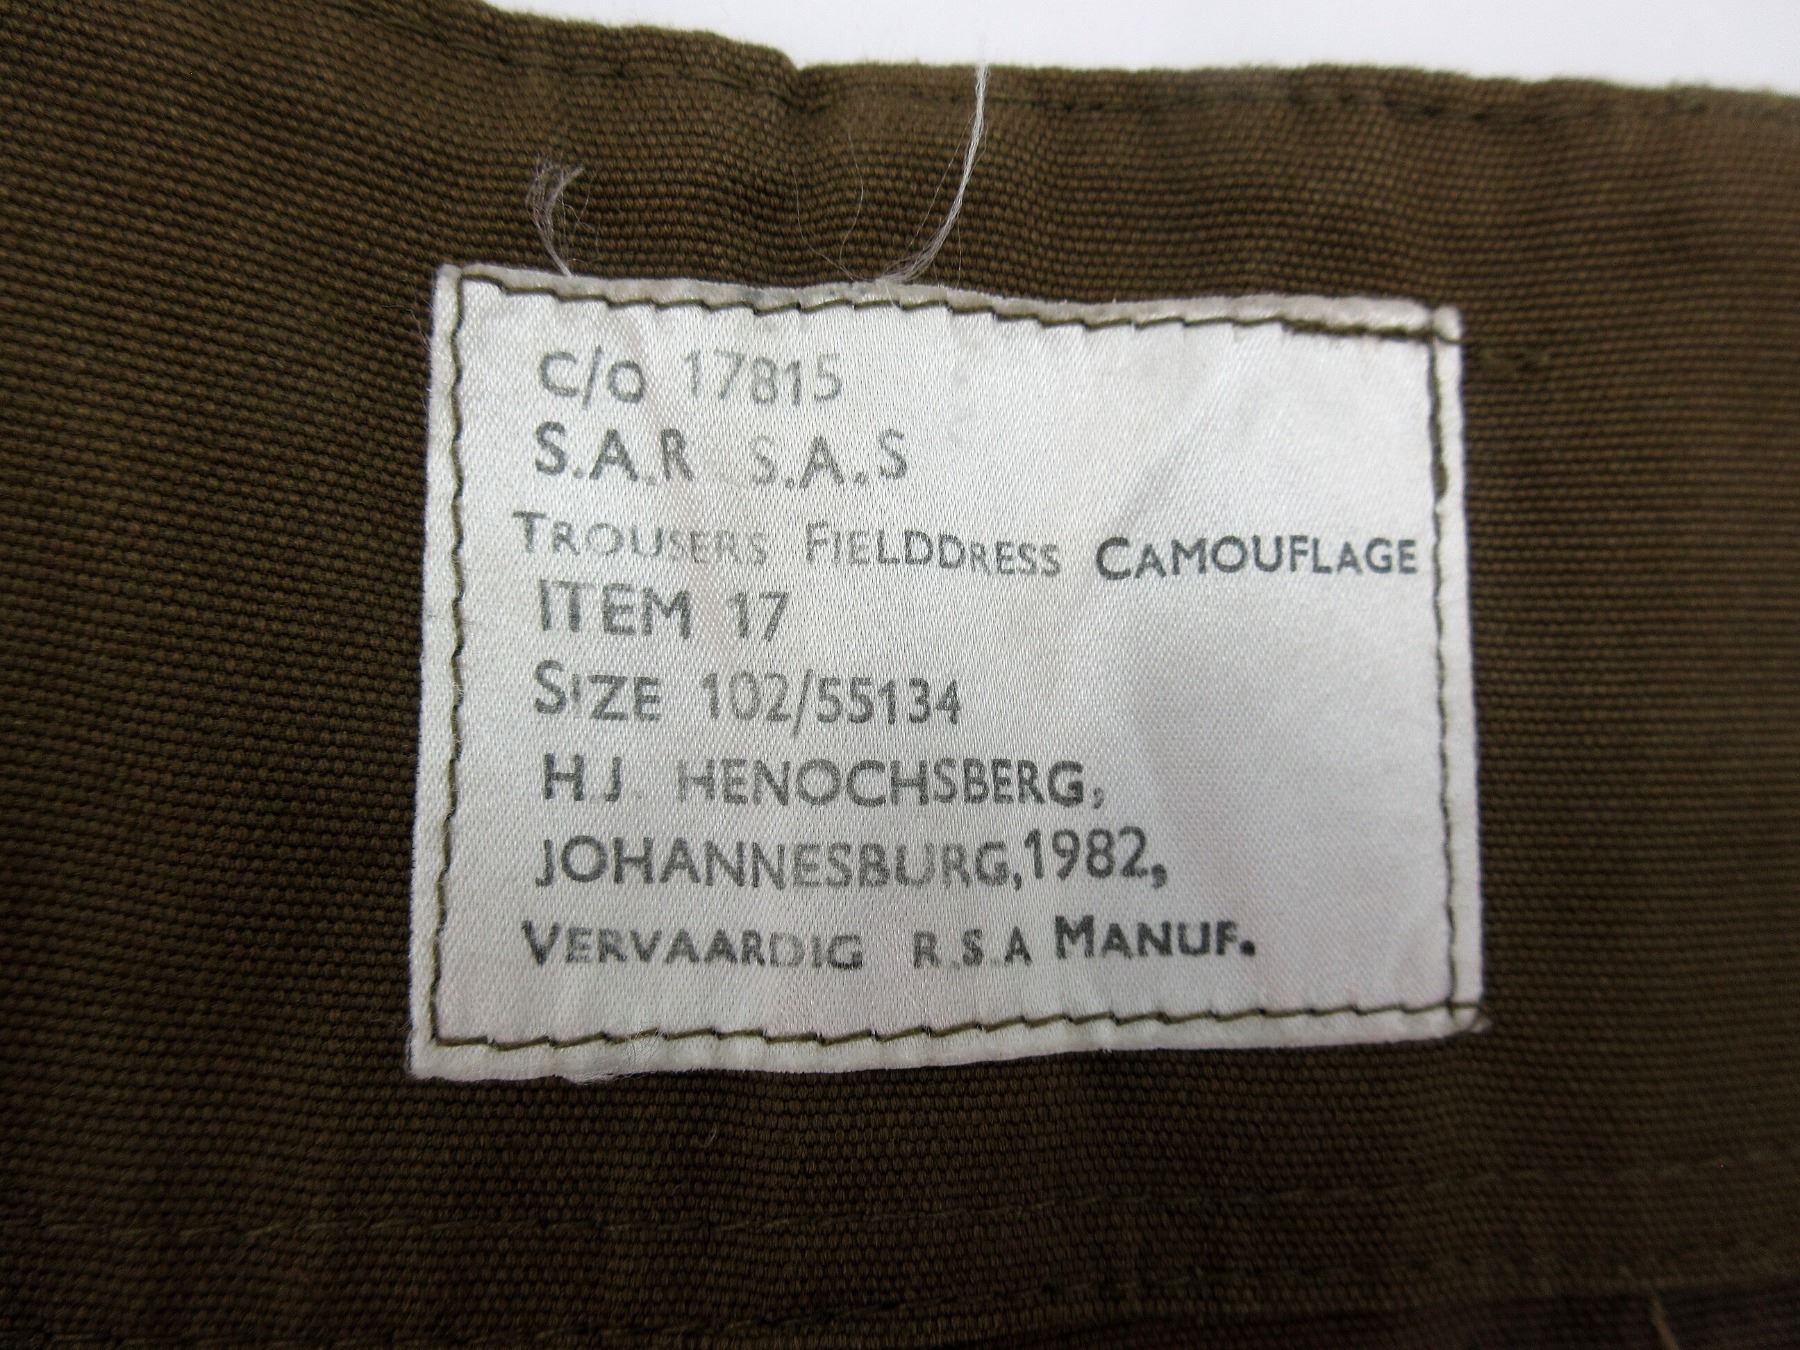 C/O 17815
S.A.R S.A.S
TROUSERS FIELDDRESS CAMOUFLAGE
ITEM 17
SIZE 102/55134
H.J. HENOCHSBERG,
JOHANNESBURG,1982,
VERVAARDIG R.S.A MANUF.